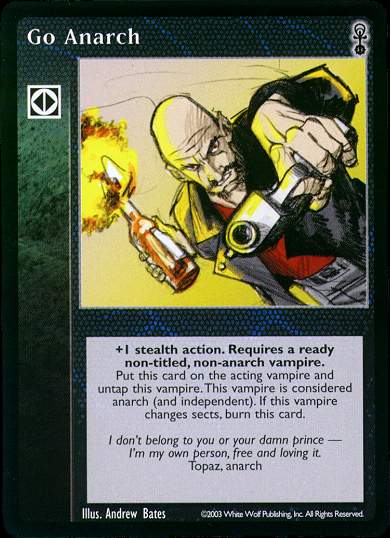 Go Anarch
+1 stealth action. Requires a ready
non-titled, non-anarch vampire.
Put this card on the acting vampire and
untap this vampire. This vampire is considered
anarch (and independent). If this vampire
changes sects, burn this card.
I don't belong to you or your damn prince —
I'm my own person, free and loving it.
Topaz, anarch
Illus. Andrew Bates
©2003 White Wolf Publishing, Inc. All Rights Reserved.